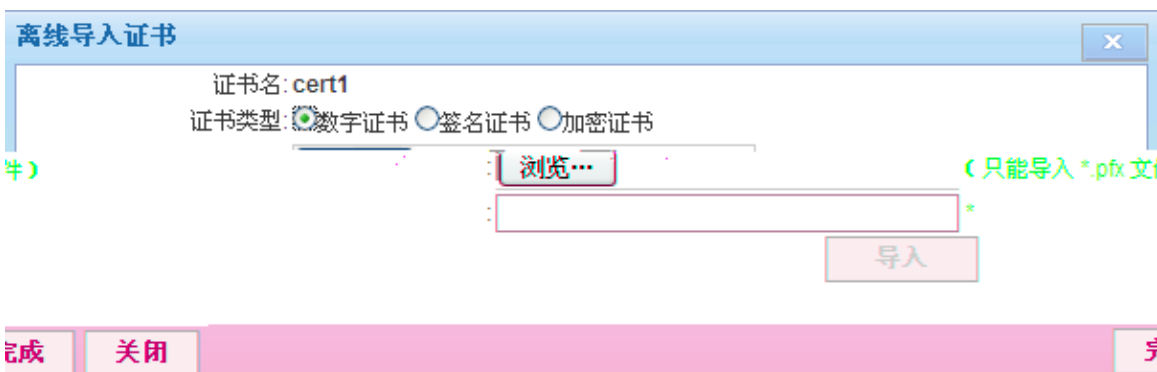 离线导入证书
证书名: cert1
证书类型: 数字证书 签名证书 加密证书
件）
: 浏览… （只能导入 *.pfx 文
: *
导入
完成 关闭